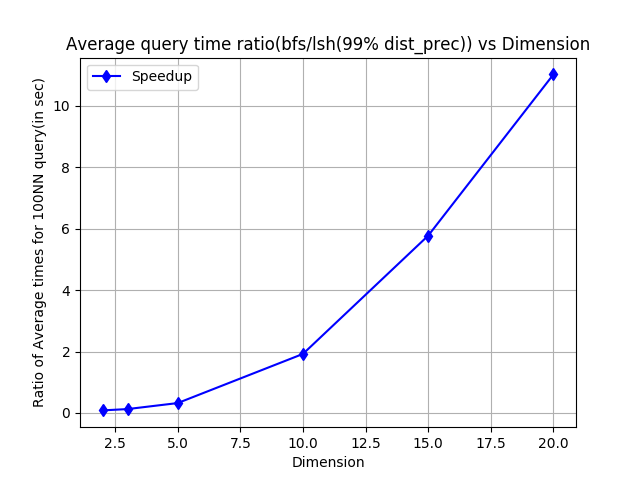 Average query time ratio(bfs/lsh(99% dist_prec)) vs Dimension
Speedup
Ratio of Average times for 100NN query(in sec)
10
8
6
4
2
0
2.5 5.0 7.5 10.0 12.5 15.0 17.5 20.0
Dimension